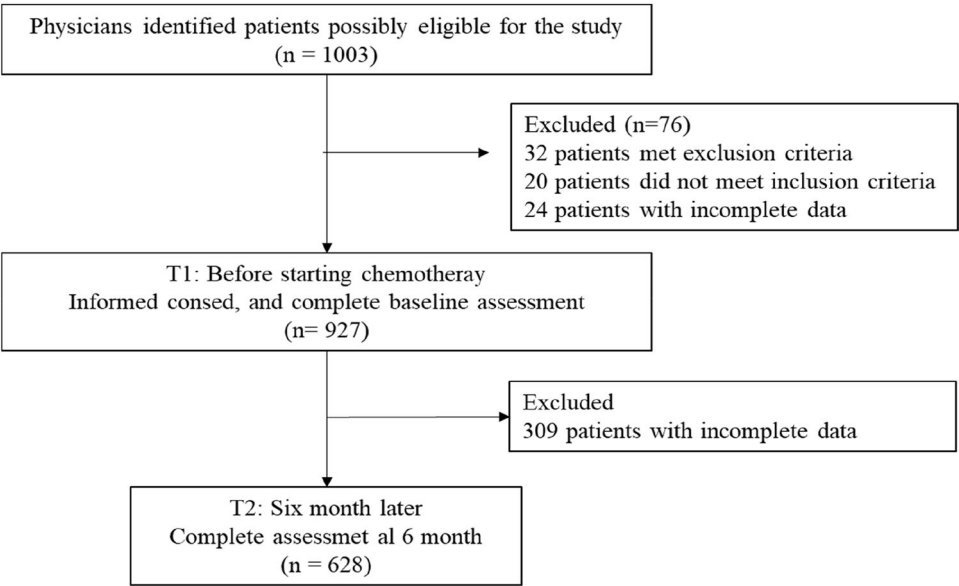 Physicians identified patients possibly eligible for the study
(n = 1003)
Excluded (n=76)
32 patients met exclusion criteria
20 patients did not meet inclusion criteria
24 patients with incomplete data
T1: Before starting chemotheray
Informed consed, and complete baseline assessment
(n= 927)
Excluded
309 patients with incomplete data
T2: Six month later
Complete assessmet al 6 month
(n = 628)